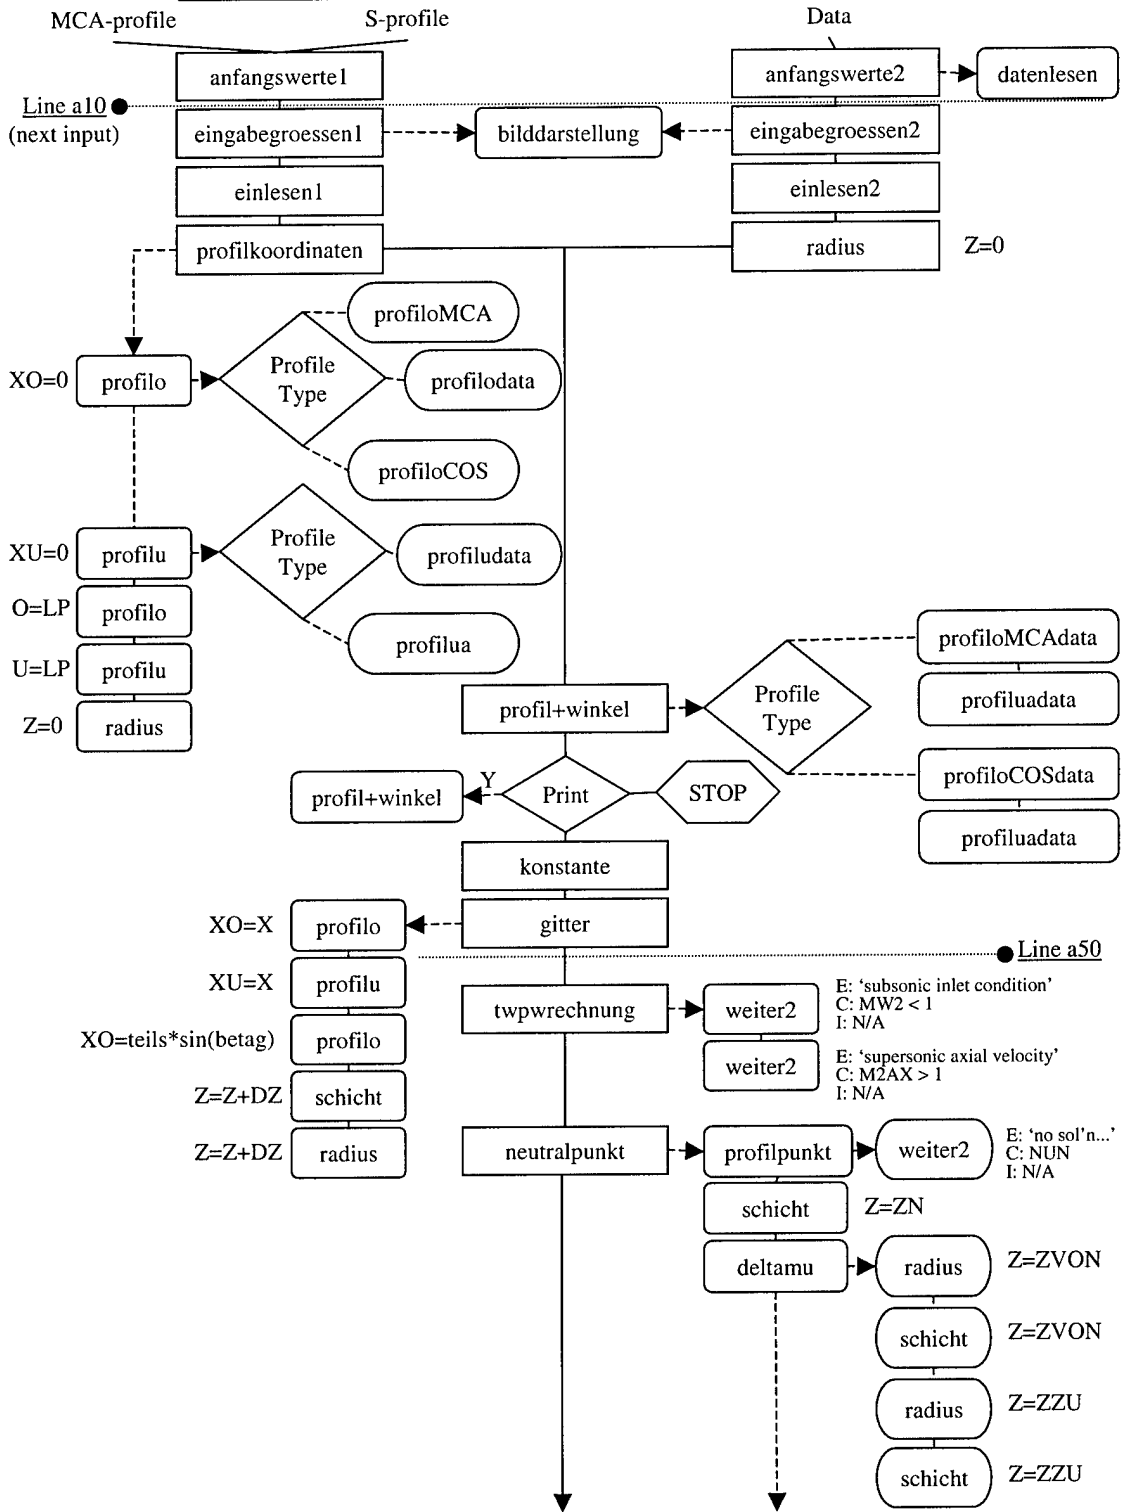 MCA-profile
S-profile
Data
anfangswerte1
anfangswerte2
datenlesen
Line a10
(next input)
eingabegroessen1
bilddarstellung
eingabegroessen2
einlesen1
einlesen2
profilkoordinaten
radius
Z=0
profiloMCA
XO=0
profilo
Profile
Type
profilodata
profiloCOS
XU=0
profilu
Profile
Type
profiludata
O=LP
profilo
U=LP
profilu
profilua
Z=0
radius
profil+winkel
Profile
Type
profiloMCAdata
profiluadata
profiloCOSdata
profiluadata
profil+winkel
Y
Print
STOP
konstante
XO=X
profilo
gitter
Line a50
XU=X
profilu
twpwrechnung
weiter2
E: 'subsonic inlet condition'
C: MW2 < 1
I: N/A
XO=teils*sin(betag)
profilo
weiter2
E: 'supersonic axial velocity'
C: M2AX > 1
I: N/A
Z=Z+DZ
schicht
Z=Z+DZ
radius
neutralpunkt
profilpunkt
weiter2
E: 'no sol'n...'
C: NUN
I: N/A
schicht
Z=ZN
deltamu
radius
Z=ZVON
schicht
Z=ZVON
radius
Z=ZZU
schicht
Z=ZZU